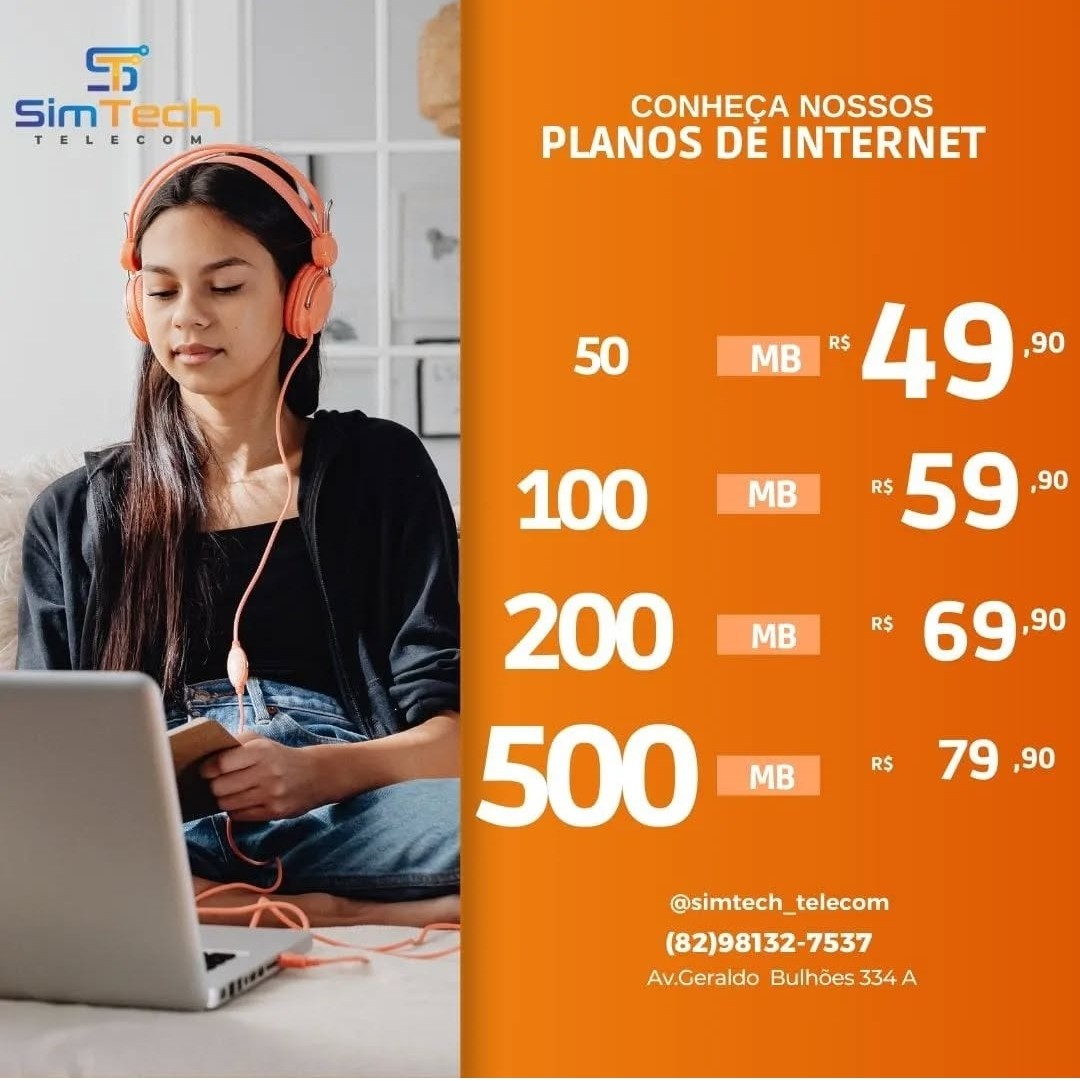 SimTech
TELECOM
CONHEÇA NOSSOS
PLANOS DE INTERNET
50 MB R$ 49,90
100 MB R$ 59,90
200 MB R$ 69,90
500 MB R$ 79,90
@simtech_telecom
(82)98132-7537
Av.Geraldo Bulhões 334 A